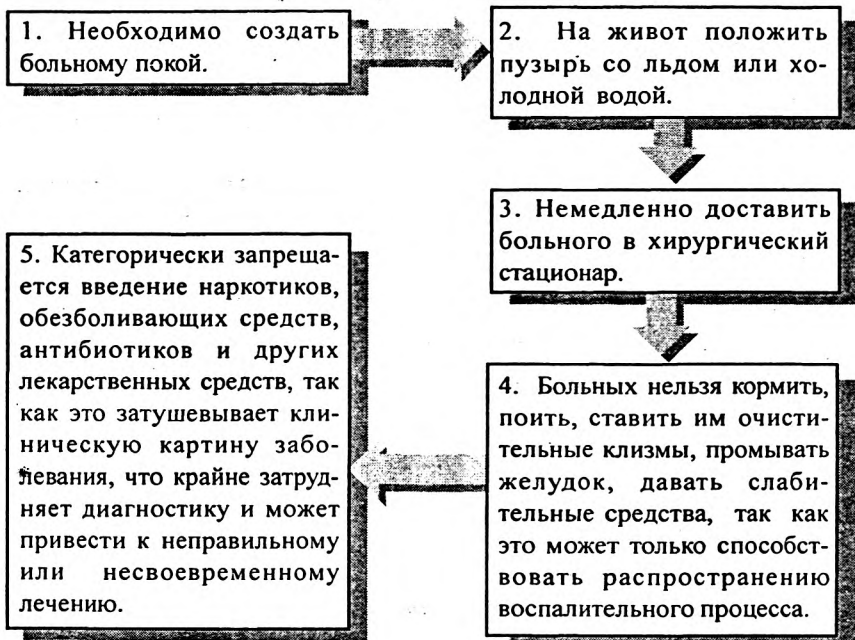 1. Необходимо создать
больному покой.
2. На живот положить
пузырь со льдом или хо-
лодной водой.
3. Немедленно доставить
больного в хирургический
стационар.
4. Больных нельзя кормить,
поить, ставить им очисти-
тельные клизмы, промывать
желудок, давать слаби-
тельные средства, так как
это может только способст-
вовать распространению
воспалительного процесса.
5. Категорически запреща-
ется введение наркотиков,
обезболивающих средств,
антибиотиков и других
лекарственных средств, так
как это затушевывает кли-
ническую картину забо-
левания, что крайне затруд-
няет диагностику и может
привести к неправильному
или несвоевременному
лечению.